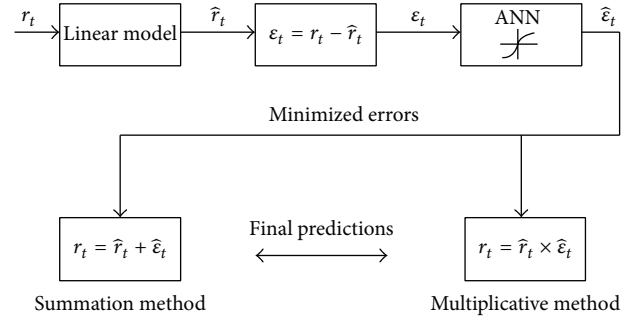 r_t
Linear model
r̂_t
ε_t = r_t − r̂_t
ε_t
ANN
ε̂_t
Minimized errors
r_t = r̂_t + ε̂_t
Final predictions
r_t = r̂_t × ε̂_t
Summation method
Multiplicative method